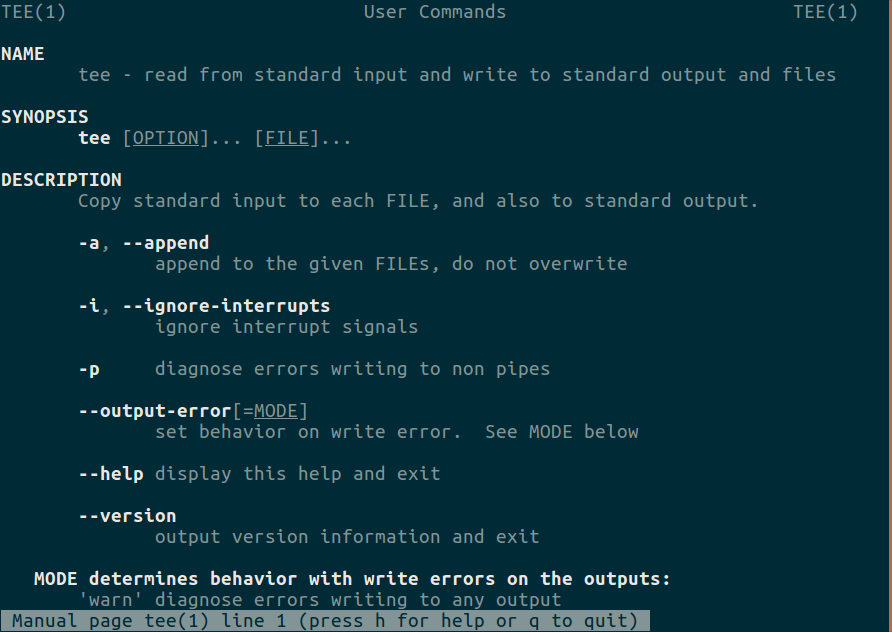 TEE(1) User Commands TEE(1)
NAME
tee - read from standard input and write to standard output and files
SYNOPSIS
tee [OPTION]... [FILE]...
DESCRIPTION
Copy standard input to each FILE, and also to standard output.
-a, --append
append to the given FILEs, do not overwrite
-i, --ignore-interrupts
ignore interrupt signals
-p diagnose errors writing to non pipes
--output-error[=MODE]
set behavior on write error.  See MODE below
--help display this help and exit
--version
output version information and exit
MODE determines behavior with write errors on the outputs:
'warn' diagnose errors writing to any output
Manual page tee(1) line 1 (press h for help or q to quit)